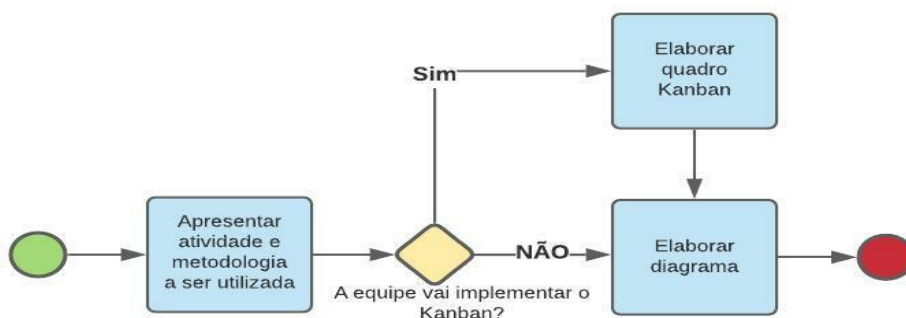 Sim
Elaborar
quadro
Kanban
Apresentar
atividade e
metodologia
a ser utilizada
NÃO
Elaborar
diagrama
A equipe vai implementar o
Kanban?